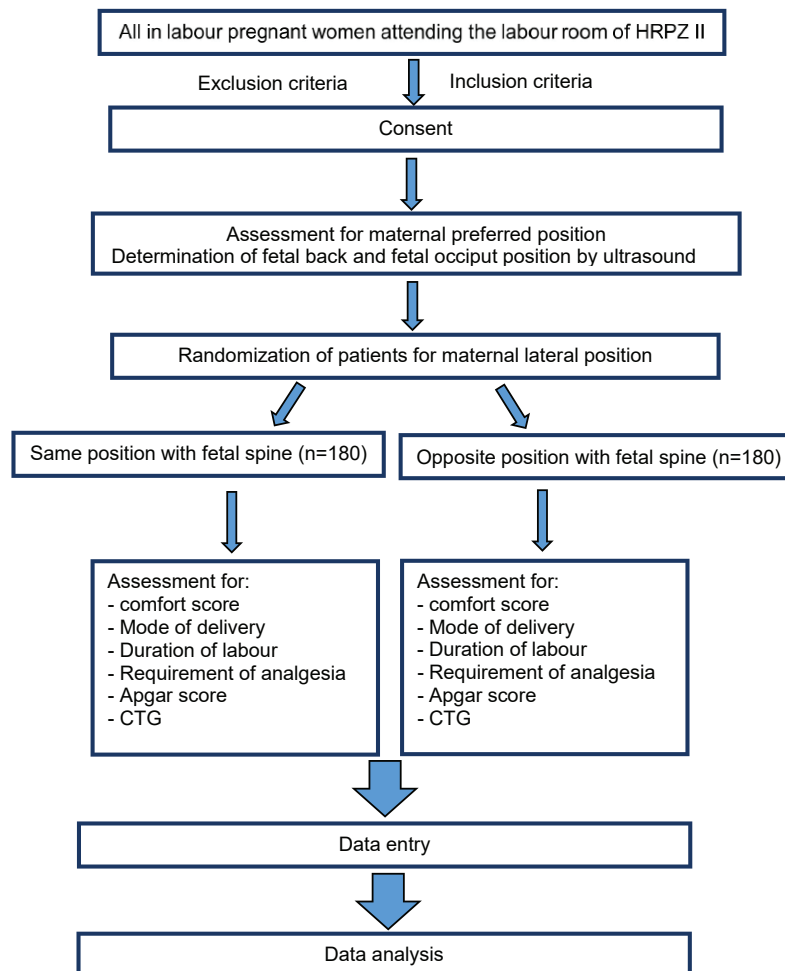 All in labour pregnant women attending the labour room of HRPZ II
Exclusion criteria
Inclusion criteria
Consent
Assessment for maternal preferred position
Determination of fetal back and fetal occiput position by ultrasound
Randomization of patients for maternal lateral position
Same position with fetal spine (n=180)
Opposite position with fetal spine (n=180)
Assessment for:
- comfort score
- Mode of delivery
- Duration of labour
- Requirement of analgesia
- Apgar score
- CTG
Assessment for:
- comfort score
- Mode of delivery
- Duration of labour
- Requirement of analgesia
- Apgar score
- CTG
Data entry
Data analysis